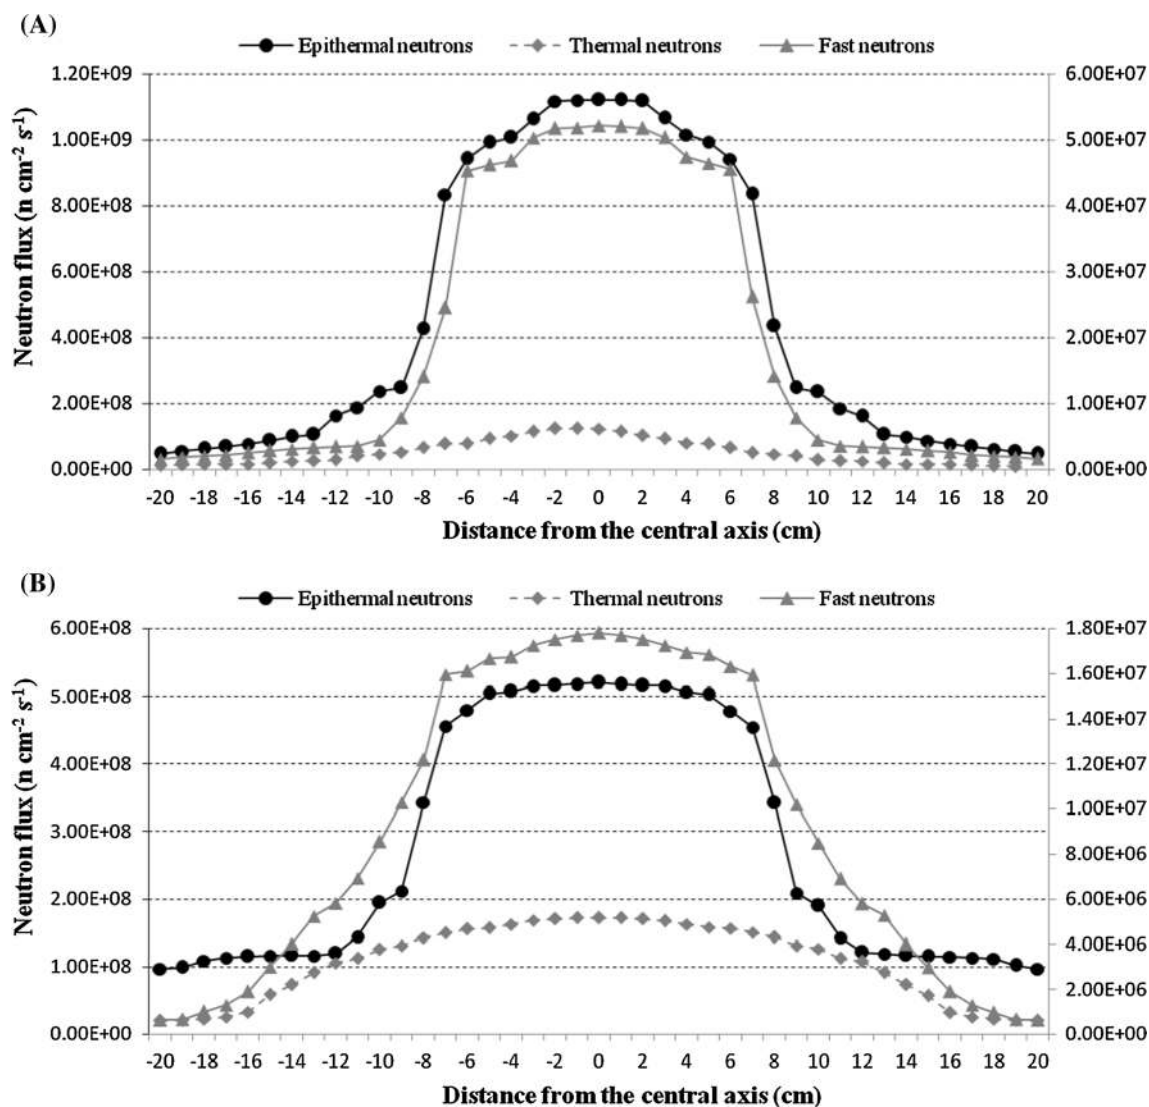 (A)
Epithermal neutrons Thermal neutrons Fast neutrons
1.20E+09 6.00E+07
1.00E+09 5.00E+07
8.00E+08 4.00E+07
6.00E+08 3.00E+07
4.00E+08 2.00E+07
2.00E+08 1.00E+07
0.00E+00 0.00E+00
Neutron flux (n cm⁻² s⁻¹)
-20 -18 -16 -14 -12 -10 -8 -6 -4 -2 0 2 4 6 8 10 12 14 16 18 20
Distance from the central axis (cm)
(B)
Epithermal neutrons Thermal neutrons Fast neutrons
6.00E+08 1.80E+07
1.60E+07
5.00E+08
1.40E+07
4.00E+08 1.20E+07
3.00E+08 1.00E+07
8.00E+06
2.00E+08 6.00E+06
4.00E+06
1.00E+08
2.00E+06
0.00E+00 0.00E+00
Neutron flux (n cm⁻² s⁻¹)
-20 -18 -16 -14 -12 -10 -8 -6 -4 -2 0 2 4 6 8 10 12 14 16 18 20
Distance from the central axis (cm)